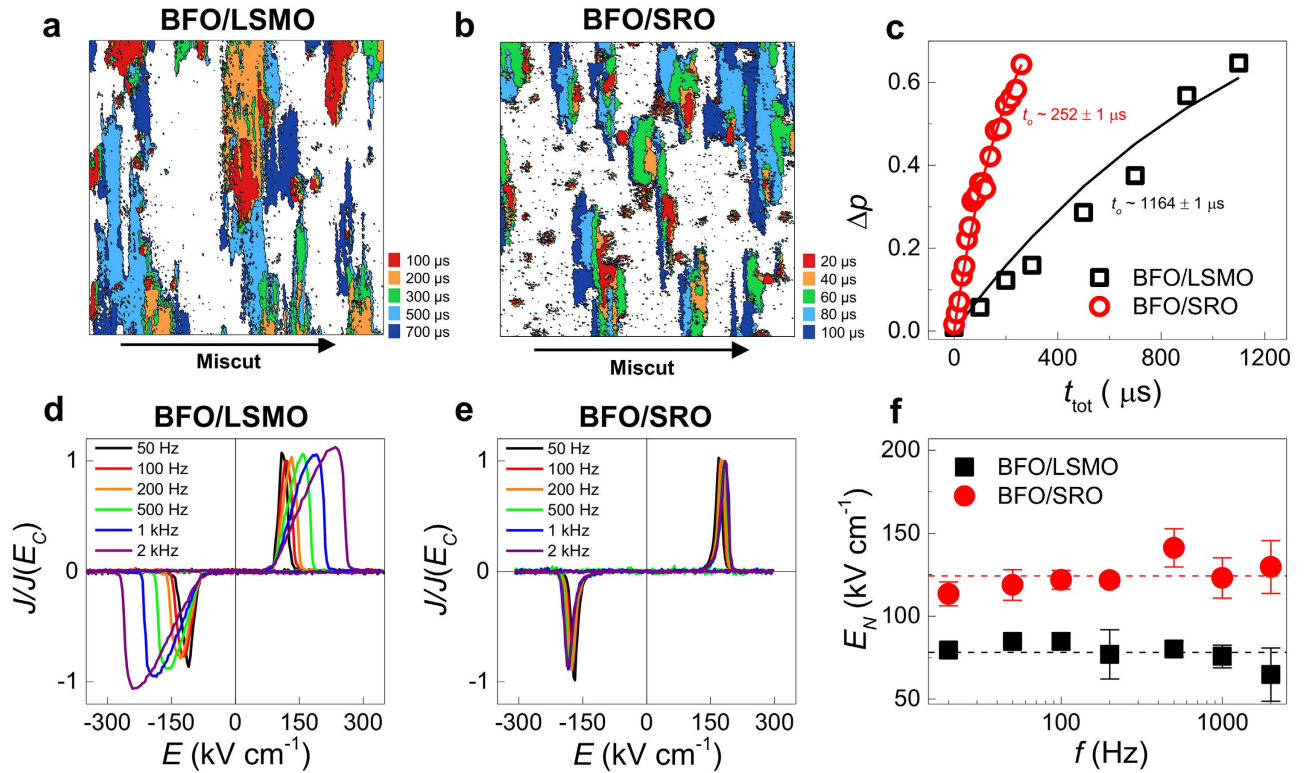 a
BFO/LSMO
100 µs
200 µs
300 µs
500 µs
700 µs
Miscut
b
BFO/SRO
20 µs
40 µs
60 µs
80 µs
100 µs
Miscut
c
0.6
0.4
0.2
0.0
Δp
t₀ ~ 252 ± 1 µs
t₀ ~ 1164 ± 1 µs
BFO/LSMO
BFO/SRO
0 400 800 1200
t_tot ( µs)
d
BFO/LSMO
50 Hz
100 Hz
200 Hz
500 Hz
1 kHz
2 kHz
1
0
-1
J/J(E_C)
-300 -150 0 150 300
E (kV cm⁻¹)
e
BFO/SRO
50 Hz
100 Hz
200 Hz
500 Hz
1 kHz
2 kHz
1
0
-1
J/J(E_C)
-300 -150 0 150 300
E (kV cm⁻¹)
f
200
150
100
50
E_N (kV cm⁻¹)
BFO/LSMO
BFO/SRO
100 1000
f (Hz)